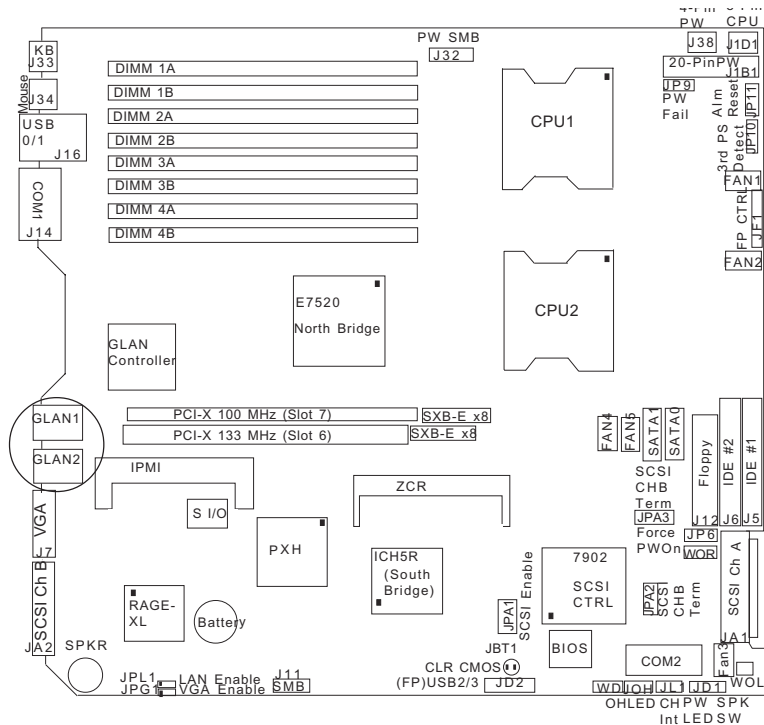 PW SMB
J32
PW
CPU
J38
J1D1
20-PinPW
J1B1
JP9
PW
Fail
Alm
Reset
JP11
3rd PS
Detect
JP10
KB
J33
Mouse
J34
USB
0/1
J16
COM1
J14
DIMM 1A
DIMM 1B
DIMM 2A
DIMM 2B
DIMM 3A
DIMM 3B
DIMM 4A
DIMM 4B
CPU1
CPU2
FAN1
FP CTRL
JF1
FAN2
E7520
North Bridge
GLAN
Controller
GLAN1
GLAN2
PCI-X 100 MHz (Slot 7)
SXB-E x8
PCI-X 133 MHz (Slot 6)
SXB-E x8
FAN4
FAN5
SATA1
SATA0
Floppy
J12
IDE #2
J6
IDE #1
J5
IPMI
ZCR
SCSI
CHB
Term
JPA3
Force
PWOn
JP6
WOR
VGA
J7
S I/O
PXH
ICH5R
(South
Bridge)
7902
SCSI
CTRL
SCSI Enable
JPA1
JPA2
SCSI
CHB
Term
SCSI Ch A
JA1
SCSI Ch B
JA2
RAGE-
XL
Battery
SPKR
BIOS
COM2
Fan3
WOL
JBT1
CLR CMOS
(FP)USB2/3
JD2
JPL1
LAN Enable
JPG1
VGA Enable
J11
SMB
WD
JOH
JL1
JD1
OHLED
CH
Int
PW
LED
SPK
SW